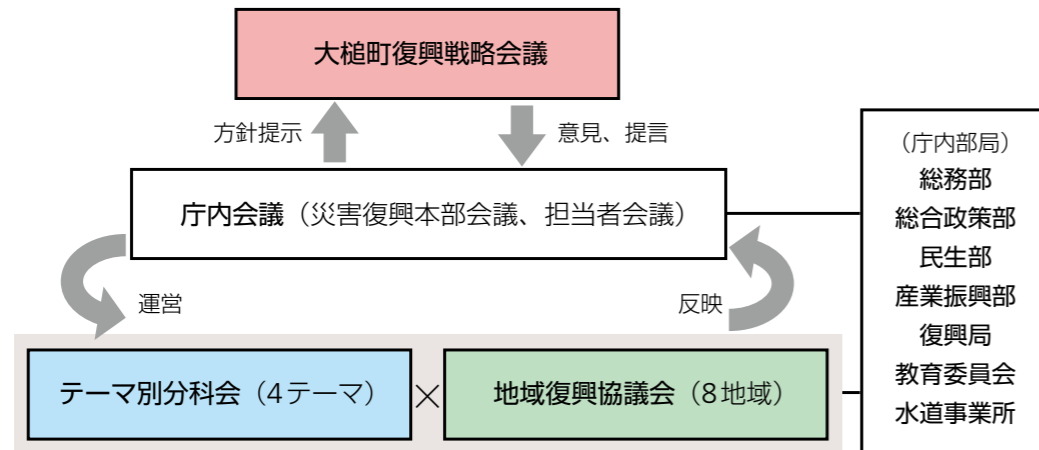 大槌町復興戦略会議
方針提示
意見、提言
庁内会議（災害復興本部会議、担当者会議）
運営
反映
テーマ別分科会（4テーマ）
×
地域復興協議会（8地域）
（庁内部局）
総務部
総合政策部
民生部
産業振興部
復興局
教育委員会
水道事業所